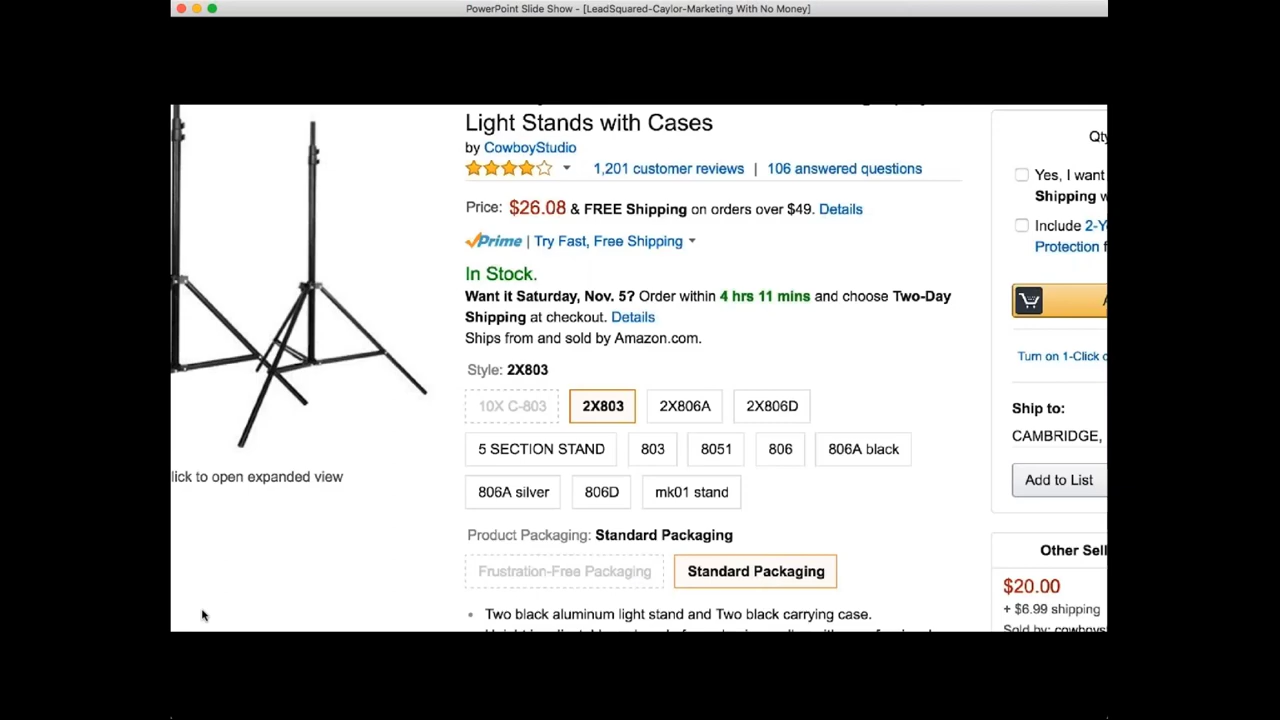 PowerPoint Slide Show - [LeadSquared-Caylor-Marketing With No Money]
Light Stands with Cases
by CowboyStudio
1,201 customer reviews | 106 answered questions
Price: $26.08 & FREE Shipping on orders over $49. Details
Prime | Try Fast, Free Shipping
In Stock.
Want it Saturday, Nov. 5? Order within 4 hrs 11 mins and choose Two-Day
Shipping at checkout. Details
Ships from and sold by Amazon.com.
Style: 2X803
10X C-803 2X803 2X806A 2X806D
5 SECTION STAND 803 8051 806 806A black
806A silver 806D mk01 stand
Product Packaging: Standard Packaging
Frustration-Free Packaging Standard Packaging
• Two black aluminum light stand and Two black carrying case.
lick to open expanded view
Qty
Yes, I want
Shipping w
Include 2-Y
Protection f
Turn on 1-Click o
Ship to:
CAMBRIDGE,
Add to List
Other Sell
$20.00
+ $6.99 shipping
Sold by: cowboys